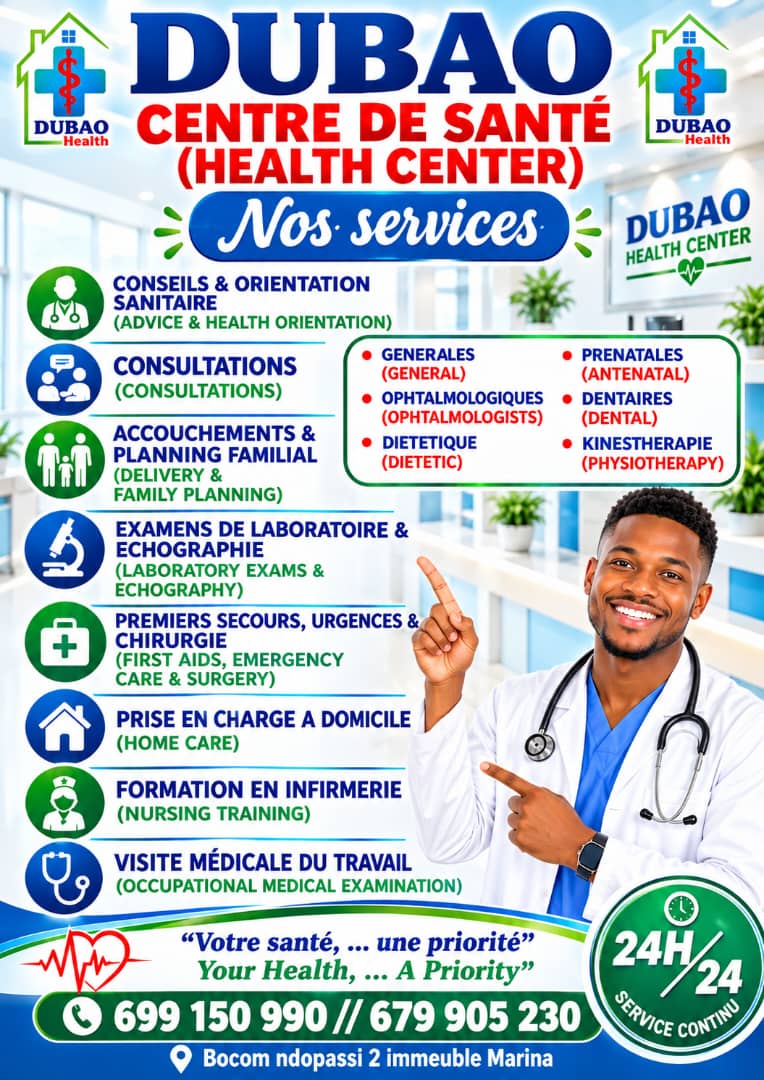 DUBAO
CENTRE DE SANTÉ
(HEALTH CENTER)
DUBAO
Health
DUBAO
Health
Nos services
DUBAO
HEALTH CENTER
CONSEILS & ORIENTATION
SANITAIRE
(ADVICE & HEALTH ORIENTATION)
CONSULTATIONS
(CONSULTATIONS)
• GENERALES
(GENERAL)
• OPHTALMOLOGIQUES
(OPHTALMOLOGISTS)
• DIETETIQUE
(DIETETIC)
• PRENATALES
(ANTENATAL)
• DENTAIRES
(DENTAL)
• KINESTHERAPIE
(PHYSIOTHERAPY)
ACCOUCHEMENTS &
PLANNING FAMILIAL
(DELIVERY &
FAMILY PLANNING)
EXAMENS DE LABORATOIRE &
ECHOGRAPHIE
(LABORATORY EXAMS &
ECHOGRAPHY)
PREMIERS SECOURS, URGENCES &
CHIRURGIE
(FIRST AIDS, EMERGENCY
CARE & SURGERY)
PRISE EN CHARGE A DOMICILE
(HOME CARE)
FORMATION EN INFIRMERIE
(NURSING TRAINING)
VISITE MÉDICALE DU TRAVAIL
(OCCUPATIONAL MEDICAL EXAMINATION)
“Votre santé, ... une priorité”
Your Health, ... A Priority”
24H/24
SERVICE CONTINU
699 150 990 // 679 905 230
Bocom ndopassi 2 immeuble Marina